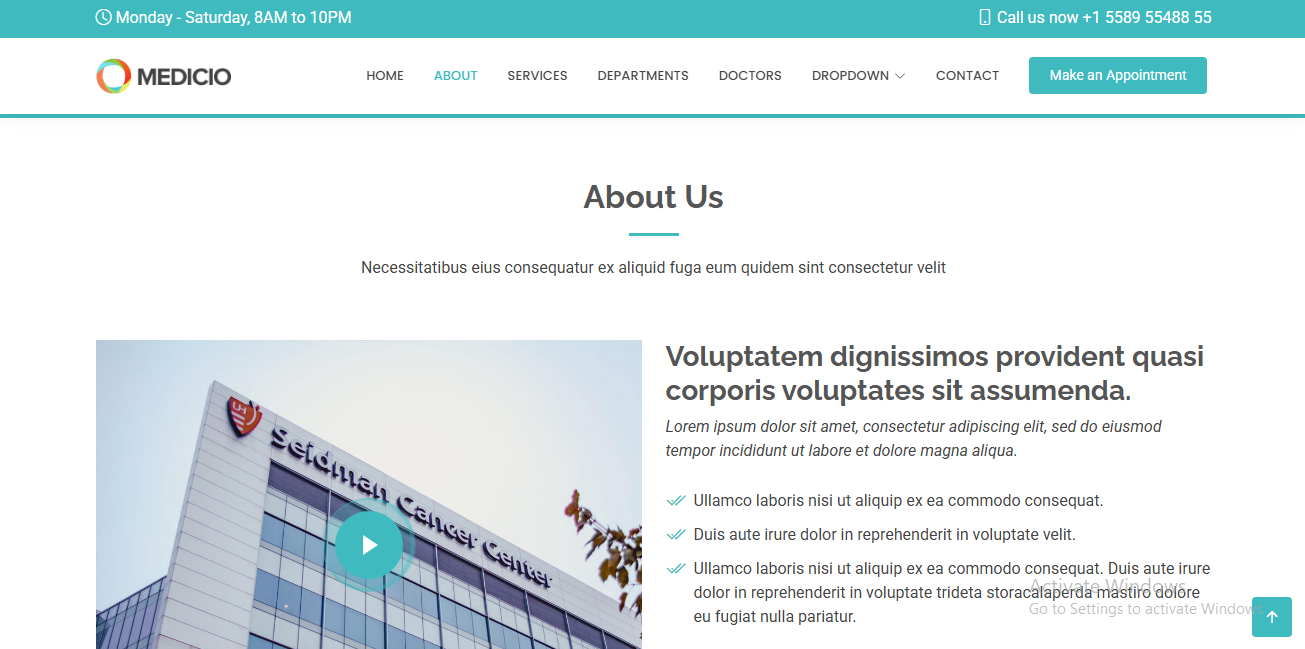 Monday - Saturday, 8AM to 10PM
Call us now +1 5589 55488 55
MEDICIO
HOME ABOUT SERVICES DEPARTMENTS DOCTORS DROPDOWN CONTACT Make an Appointment
About Us
Necessitatibus eius consequatur ex aliquid fuga eum quidem sint consectetur velit
Seidman Cancer Center
Voluptatem dignissimos provident quasi
corporis voluptates sit assumenda.
Lorem ipsum dolor sit amet, consectetur adipiscing elit, sed do eiusmod
tempor incididunt ut labore et dolore magna aliqua.
Ullamco laboris nisi ut aliquip ex ea commodo consequat.
Duis aute irure dolor in reprehenderit in voluptate velit.
Ullamco laboris nisi ut aliquip ex ea commodo consequat. Duis aute irure
dolor in reprehenderit in voluptate trideta storacalaperda mastiro dolore
eu fugiat nulla pariatur.
Activate Windows
Go to Settings to activate Windows